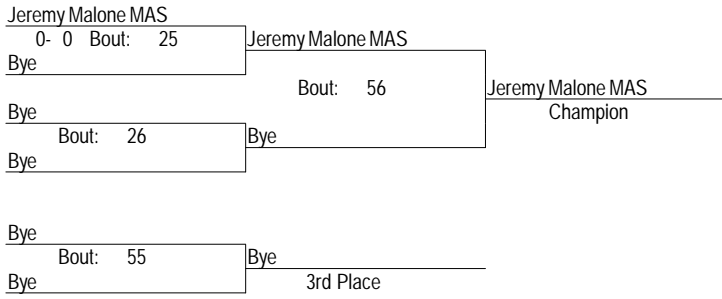 Jeremy Malone MAS
0- 0 Bout: 25
Jeremy Malone MAS
Bye
Bout: 56
Jeremy Malone MAS
Bye
Champion
Bout: 26
Bye
Bye
Bye
Bout: 55
Bye
Bye
3rd Place